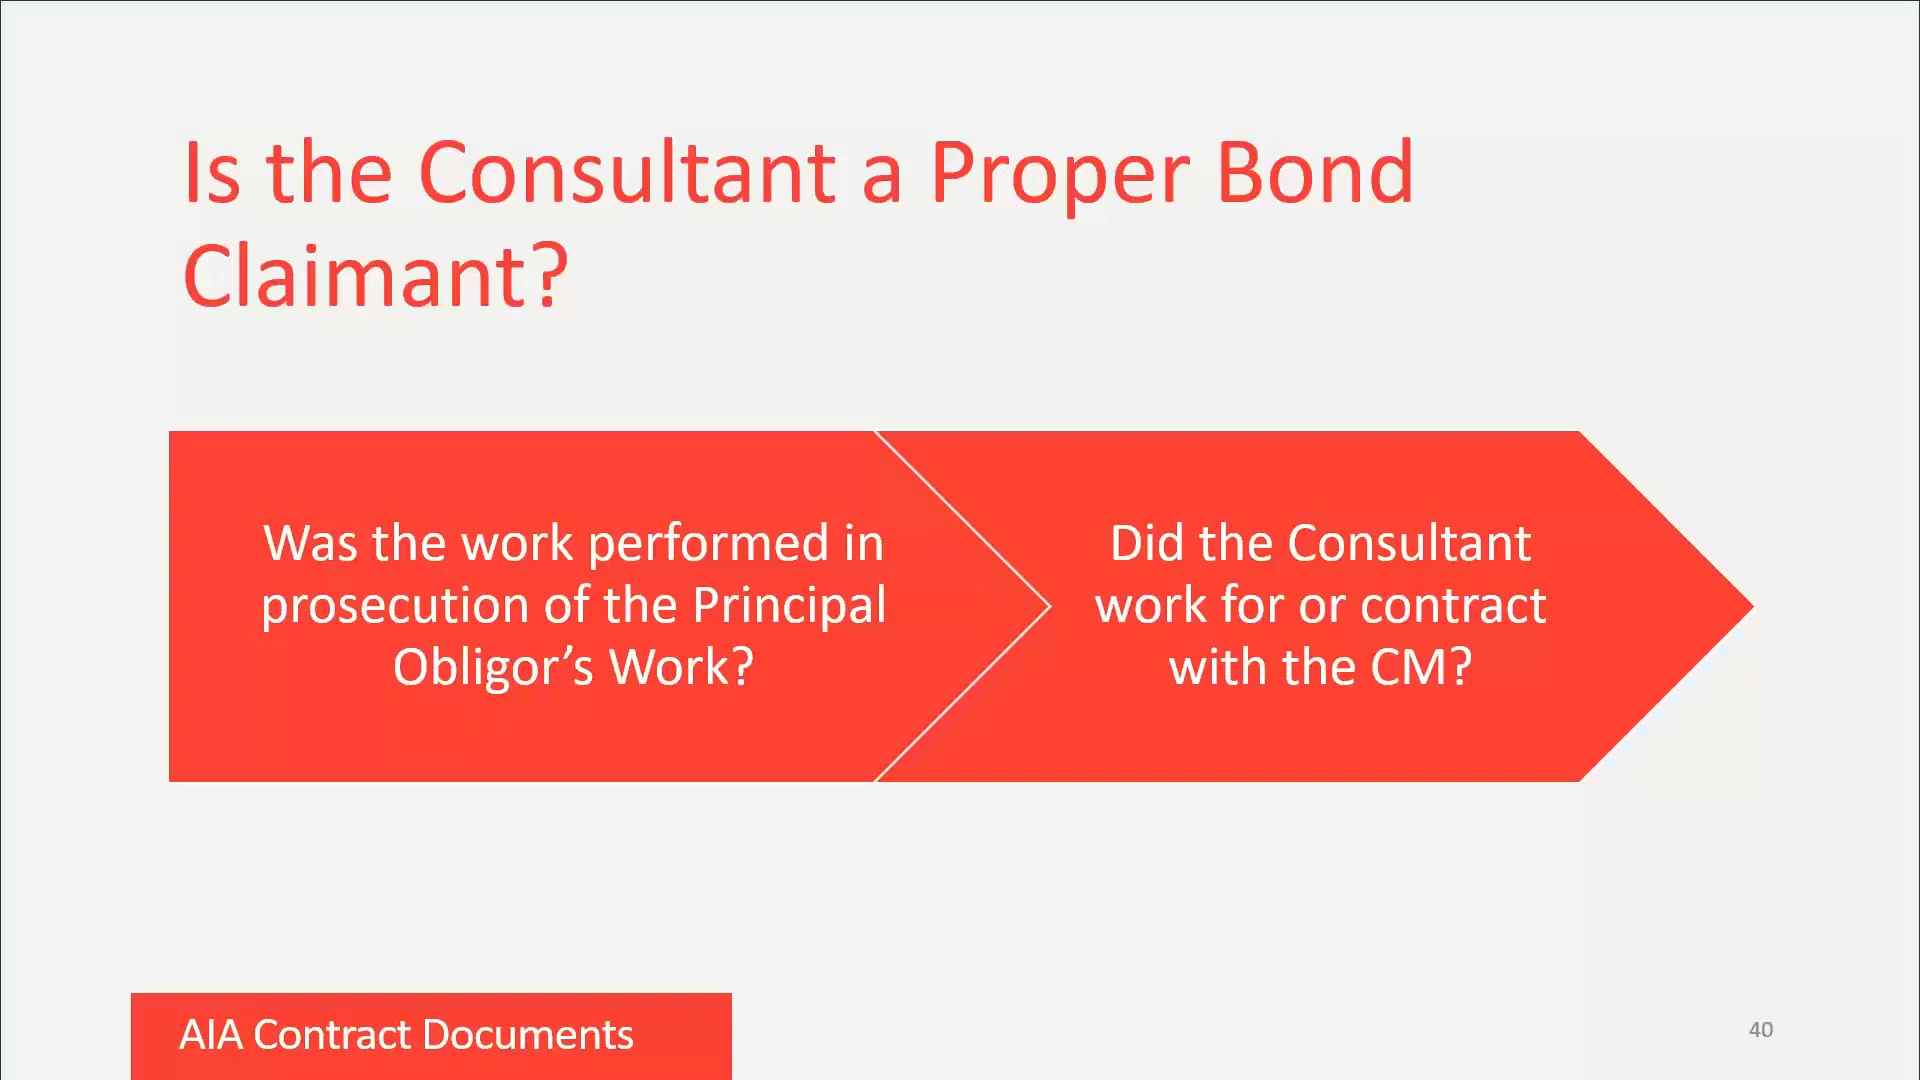 Is the Consultant a Proper Bond
Claimant?
Was the work performed in
prosecution of the Principal
Obligor’s Work?
Did the Consultant
work for or contract
with the CM?
AIA Contract Documents
40